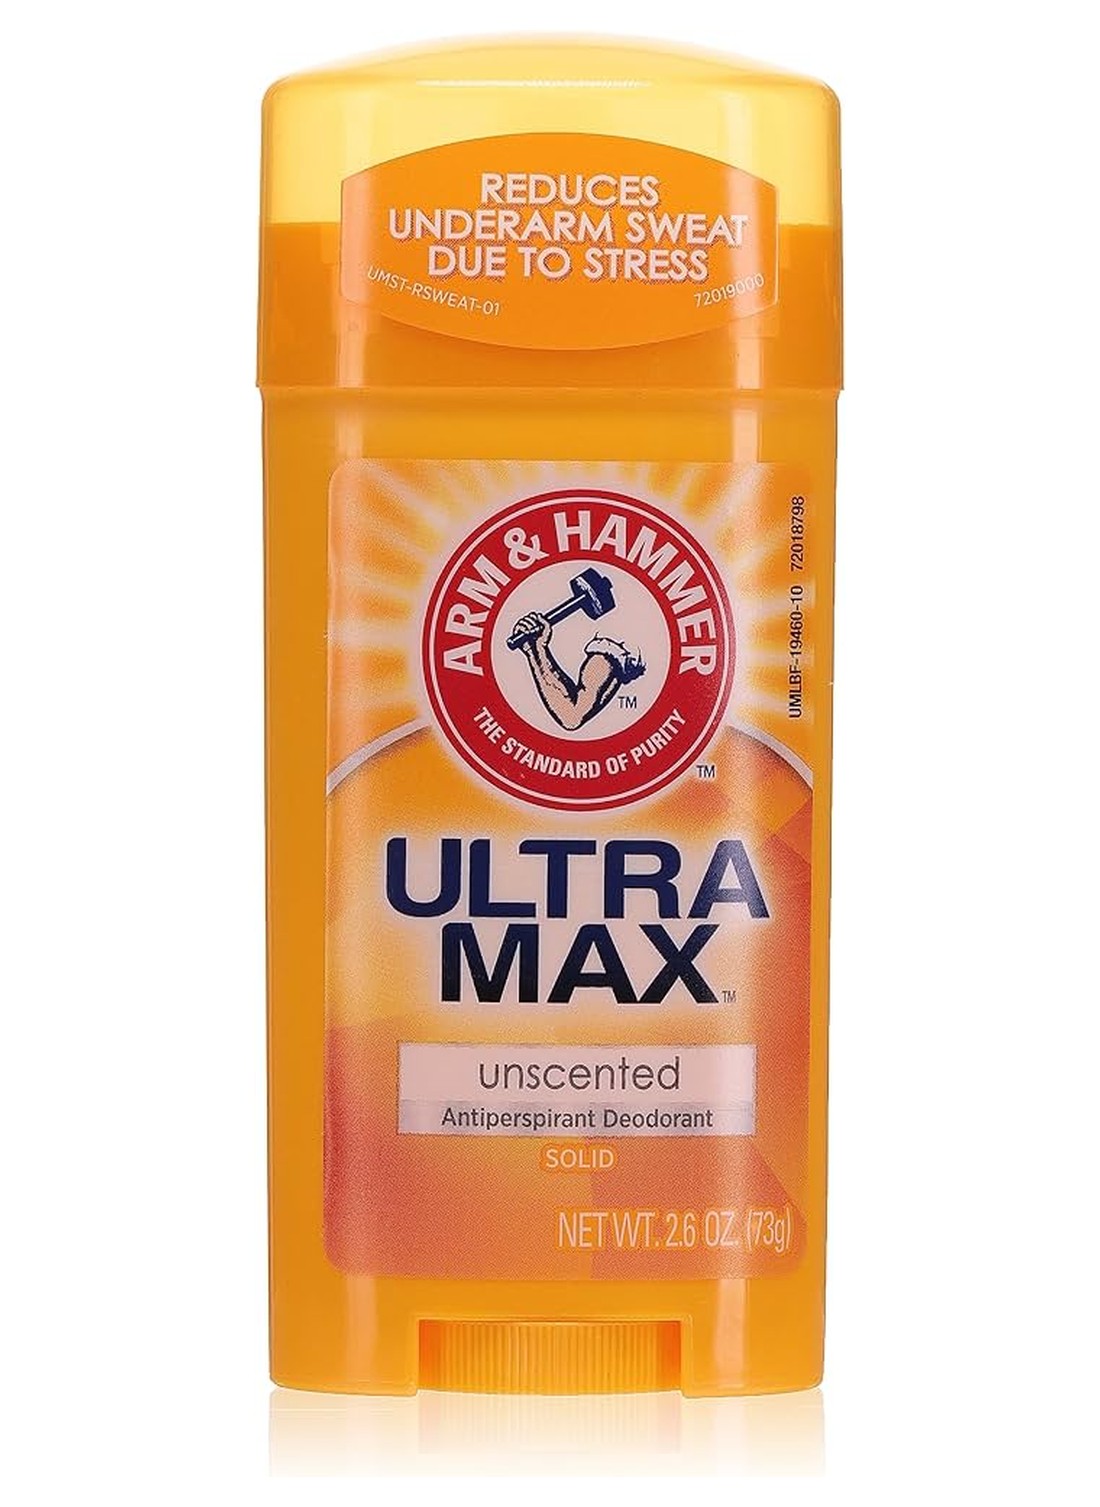 REDUCES
UNDERARM SWEAT
DUE TO STRESS
UMST-RSWEAT-01
72019000
ARM & HAMMER
TM
THE STANDARD OF PURITY
TM
UMLBF-19460-10 72018798
ULTRA
MAX TM
unscented
Antiperspirant Deodorant
SOLID
NET WT. 2.6 OZ. (73g)